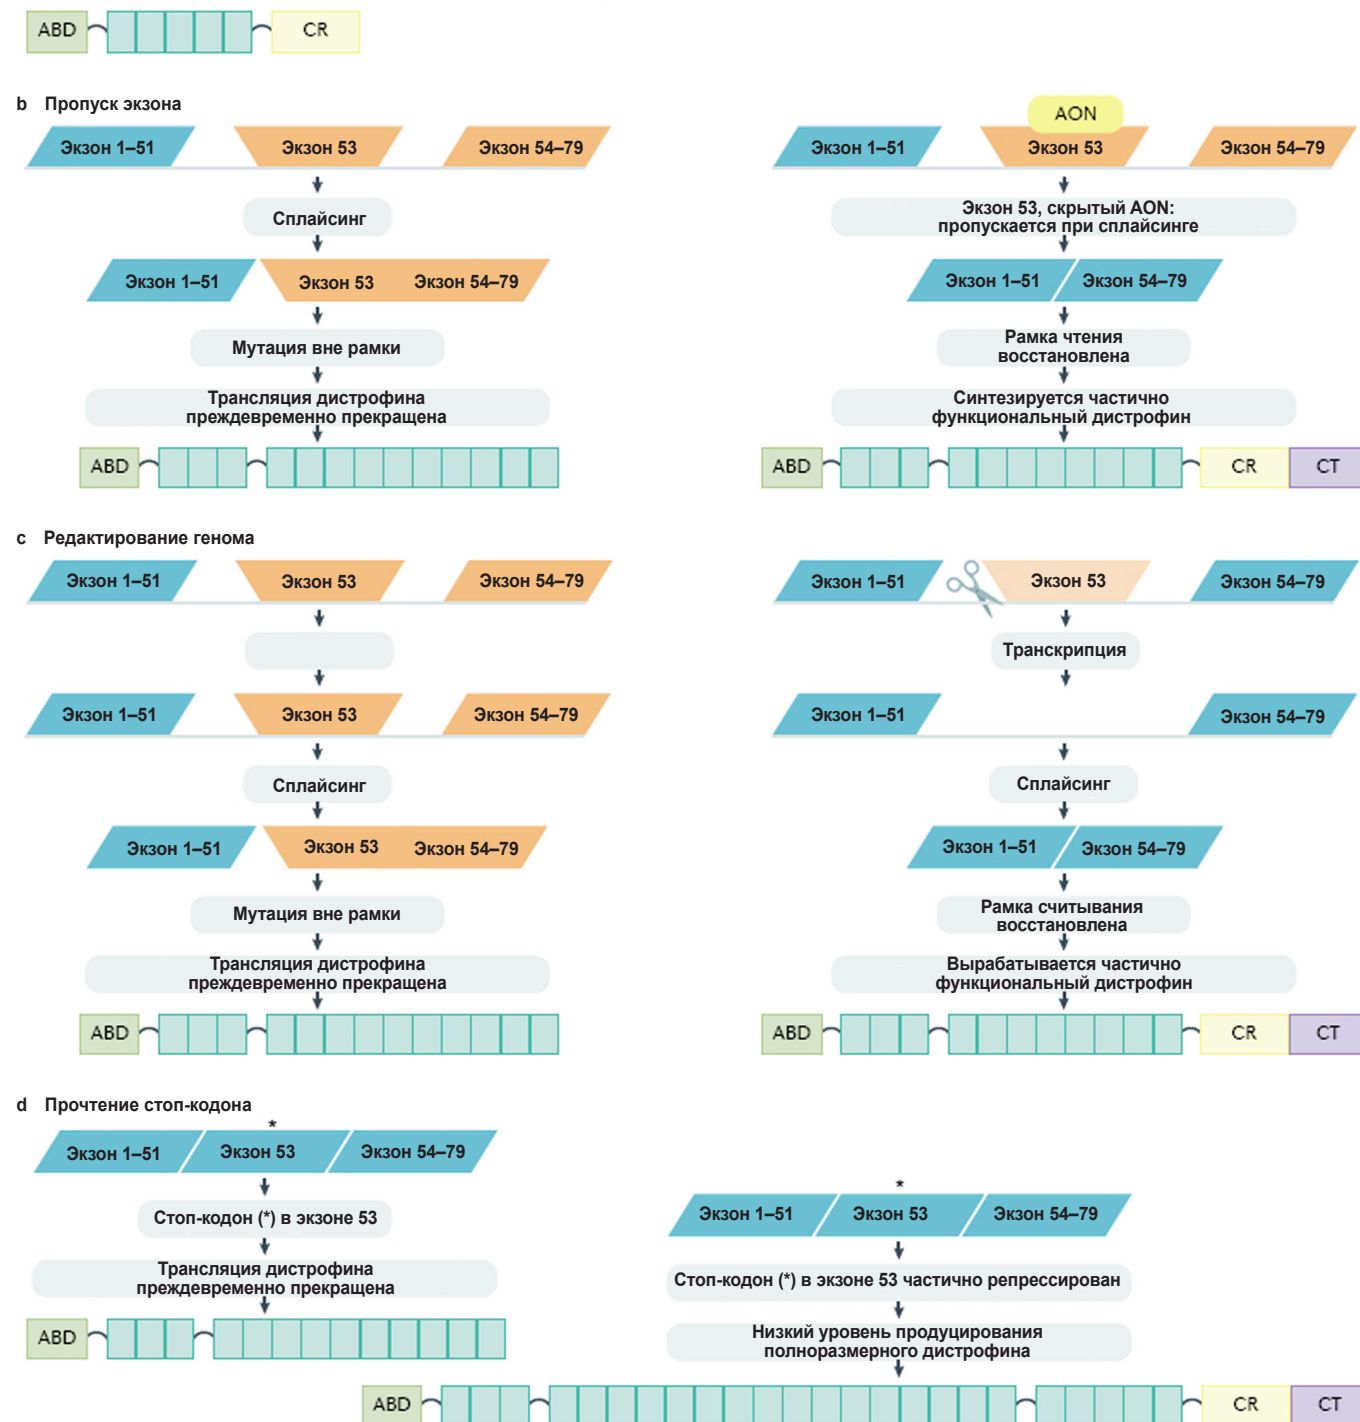 ABD CR
b Пропуск экзона
Экзон 1–51 Экзон 53 Экзон 54–79
Сплайсинг
Экзон 1–51 Экзон 53 Экзон 54–79
Мутация вне рамки
Трансляция дистрофина
преждевременно прекращена
ABD
AON
Экзон 1–51 Экзон 53 Экзон 54–79
Экзон 53, скрытый AON:
пропускается при сплайсинге
Экзон 1–51 Экзон 54–79
Рамка чтения
восстановлена
Синтезируется частично
функциональный дистрофин
ABD CR CT
c Редактирование генома
Экзон 1–51 Экзон 53 Экзон 54–79
Экзон 1–51 Экзон 53 Экзон 54–79
Сплайсинг
Экзон 1–51 Экзон 53 Экзон 54–79
Мутация вне рамки
Трансляция дистрофина
преждевременно прекращена
ABD
Экзон 1–51 Экзон 53 Экзон 54–79
Транскрипция
Экзон 1–51 Экзон 54–79
Сплайсинг
Экзон 1–51 Экзон 54–79
Рамка считывания
восстановлена
Вырабатывается частично
функциональный дистрофин
ABD CR CT
d Прочтение стоп-кодона
*
Экзон 1–51 Экзон 53 Экзон 54–79
Стоп-кодон (*) в экзоне 53
Трансляция дистрофина
преждевременно прекращена
ABD
*
Экзон 1–51 Экзон 53 Экзон 54–79
Стоп-кодон (*) в экзоне 53 частично репрессирован
Низкий уровень продуцирования
полноразмерного дистрофина
ABD CR CT